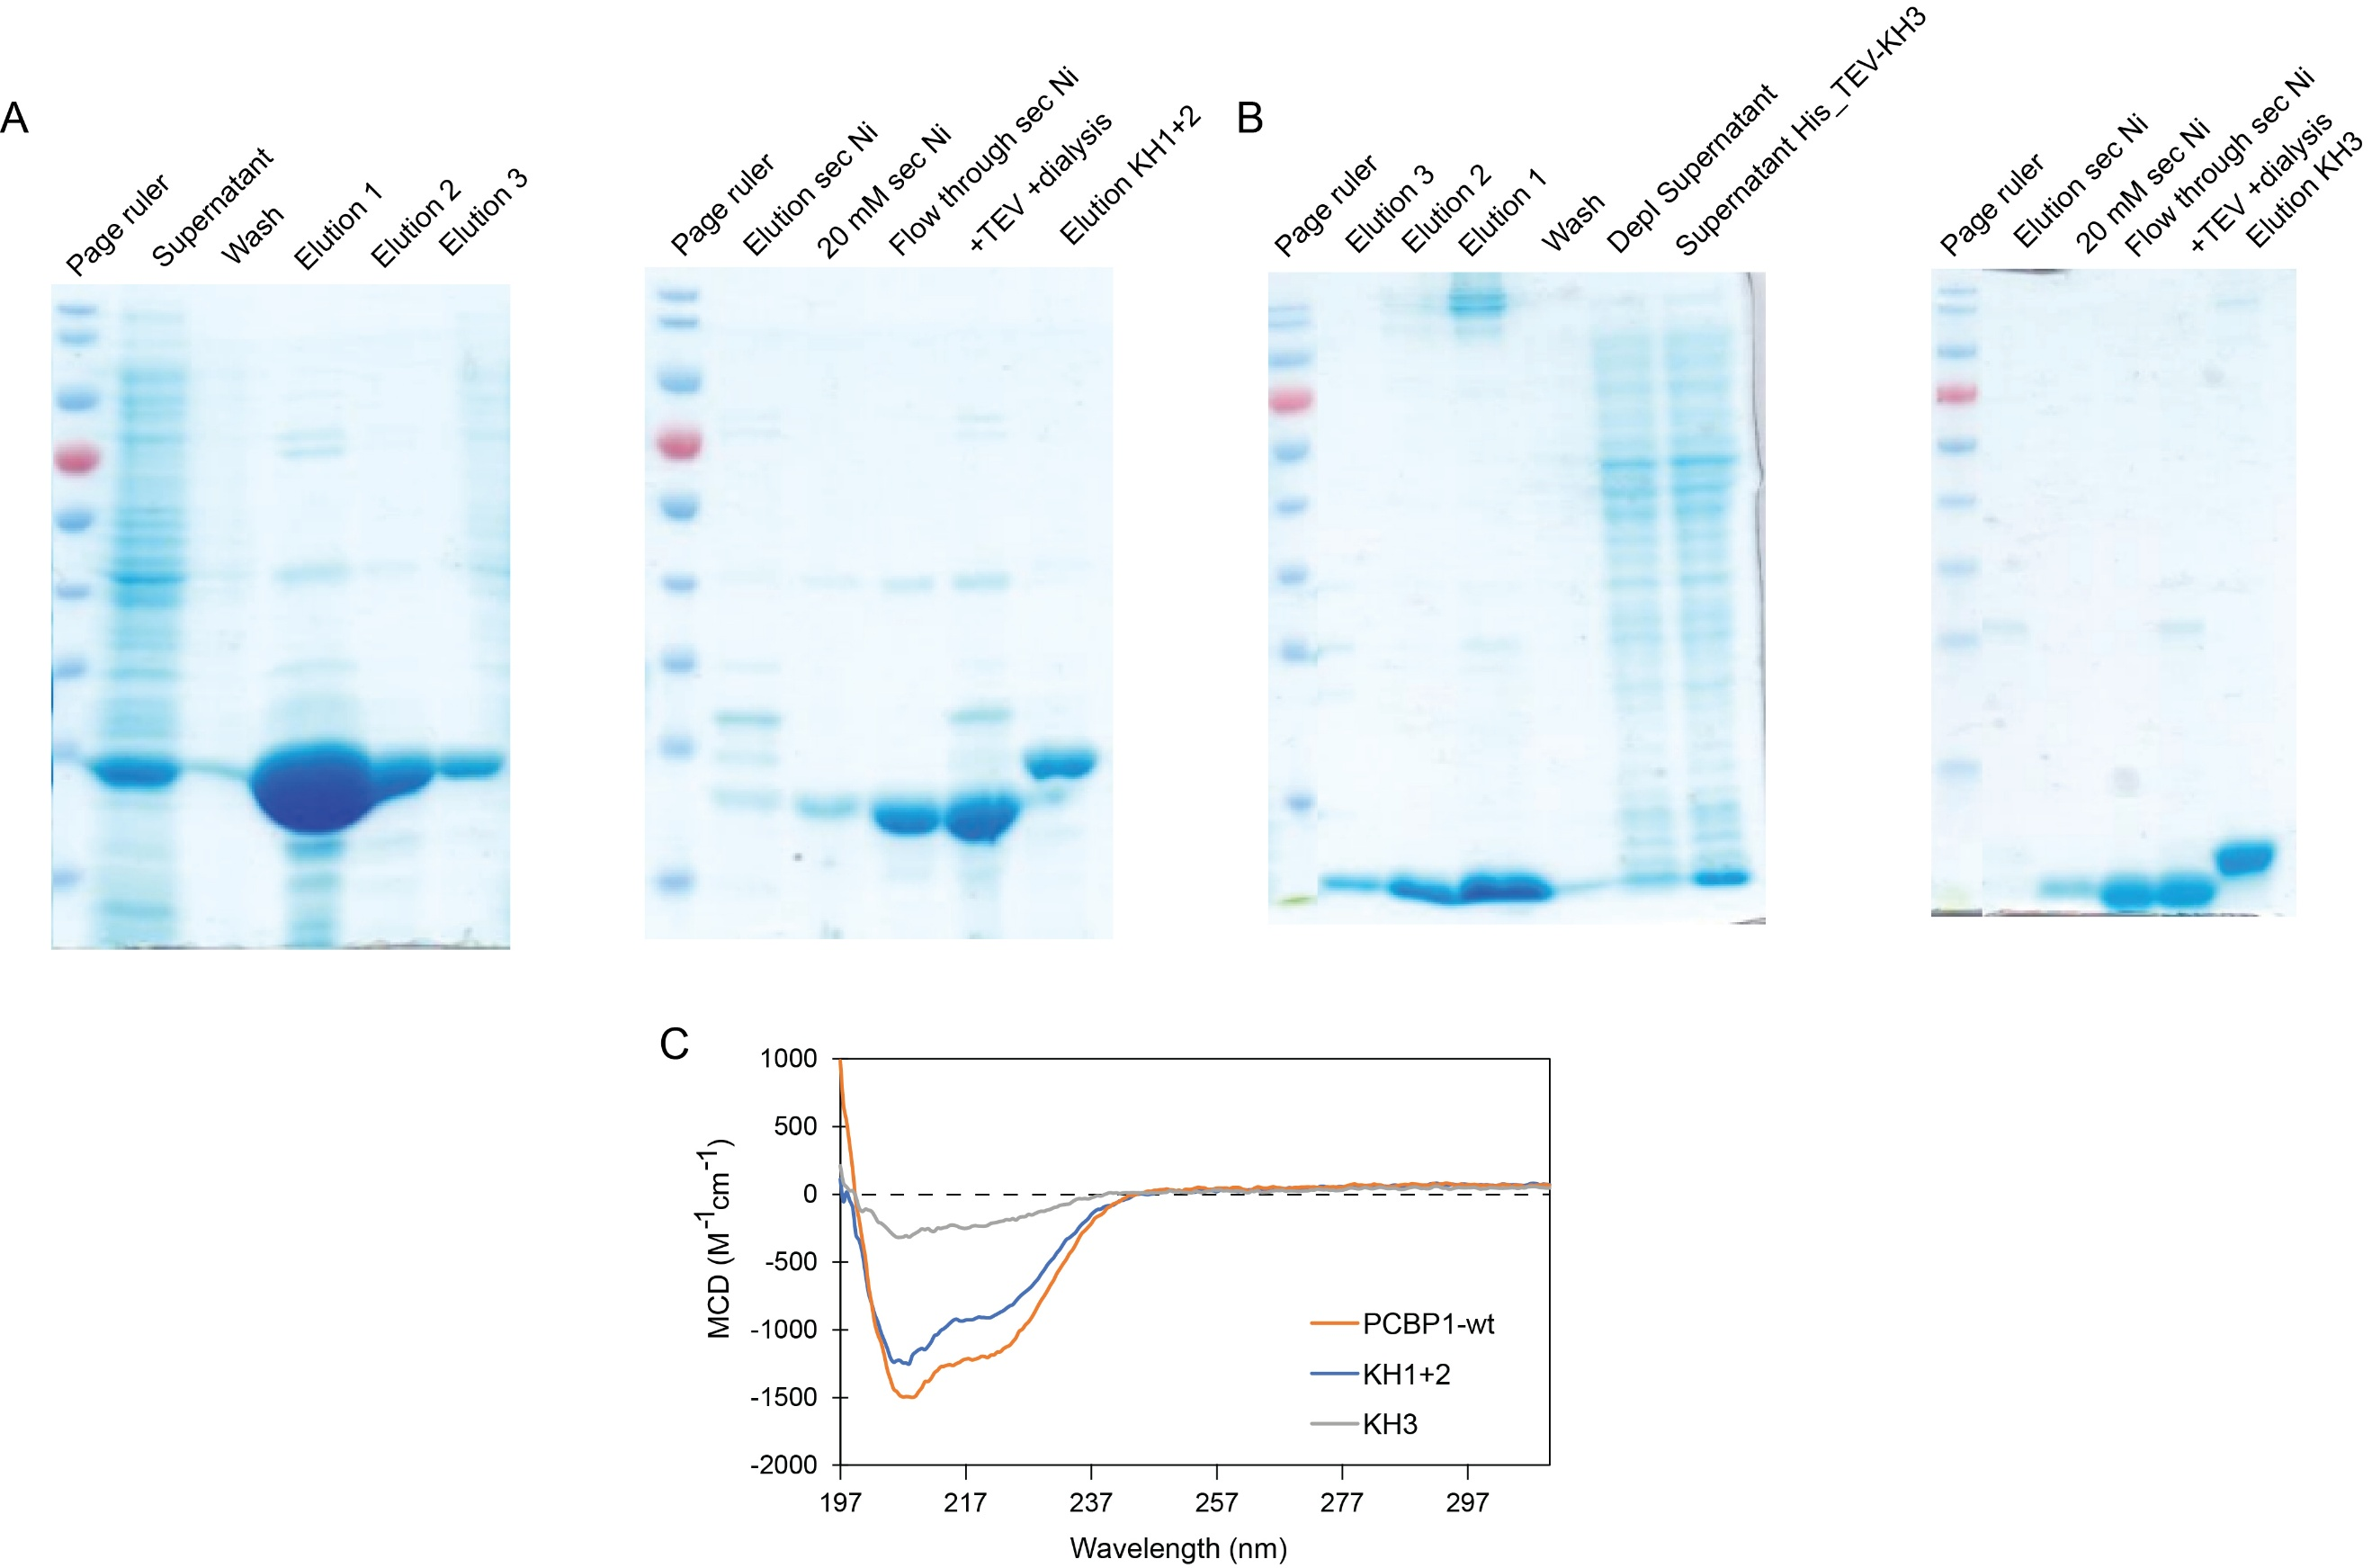 A
Page ruler
Supernatant
Wash
Elution 1
Elution 2
Elution 3
Page ruler
Elution sec Ni
20 mM sec Ni
Flow through sec Ni
+TEV +dialysis
Elution KH1+2
B
Page ruler
Elution 3
Elution 2
Elution 1
Wash
Depl Supernatant
Supernatant His_TEV-KH3
Page ruler
Elution sec Ni
20 mM sec Ni
Flow through sec Ni
+TEV +dialysis
Elution KH3
C
MCD (M⁻¹cm⁻¹)
1000
500
0
-500
-1000
-1500
-2000
PCBP1-wt
KH1+2
KH3
197 217 237 257 277 297
Wavelength (nm)